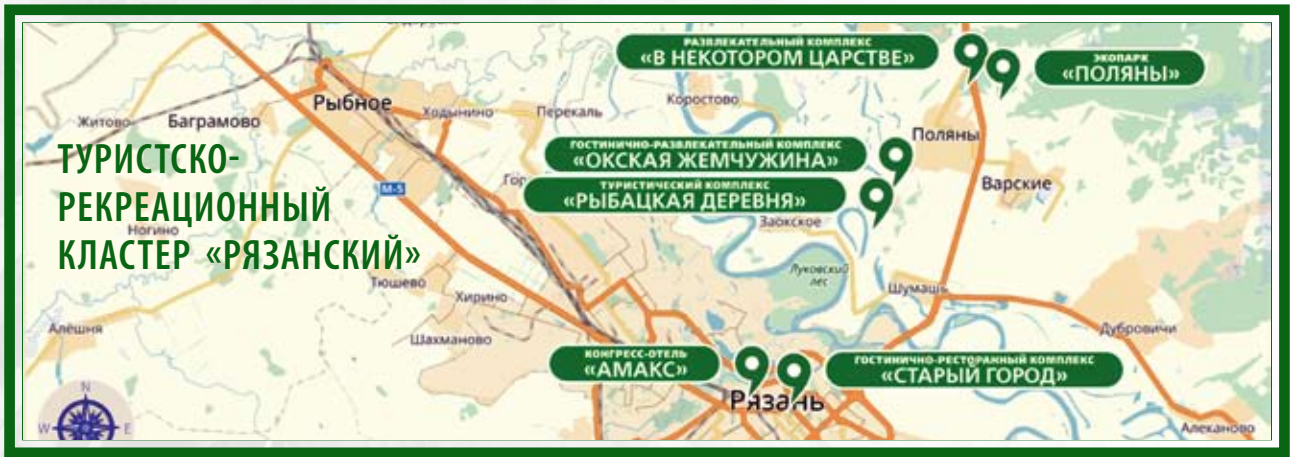 РАЗВЛЕКАТЕЛЬНЫЙ КОМПЛЕКС
«В НЕКОТОРОМ ЦАРСТВЕ»
ЭКОПАРК
«ПОЛЯНЫ»
Рыбное
Ходынино
Перекаль
Коростово
Житово
Баграмово
Поляны
ТУРИСТСКО-
РЕКРЕАЦИОННЫЙ
КЛАСТЕР «РЯЗАНСКИЙ»
ГОСТИНИЧНО-РАЗВЛЕКАТЕЛЬНЫЙ КОМПЛЕКС
«ОКСКАЯ ЖЕМЧУЖИНА»
М-5
Гор
ТУРИСТИЧЕСКИЙ КОМПЛЕКС
«РЫБАЦКАЯ ДЕРЕВНЯ»
Варские
Ногино
Заокское
Тюшево
Хирино
Луковский
лес
Шумашь
Алёшня
Шахманово
Дубровичи
КОНГРЕСС-ОТЕЛЬ
«АМАКС»
ГОСТИНИЧНО-РЕСТОРАННЫЙ КОМПЛЕКС
«СТАРЫЙ ГОРОД»
Рязань
N
W
E
Алеканово